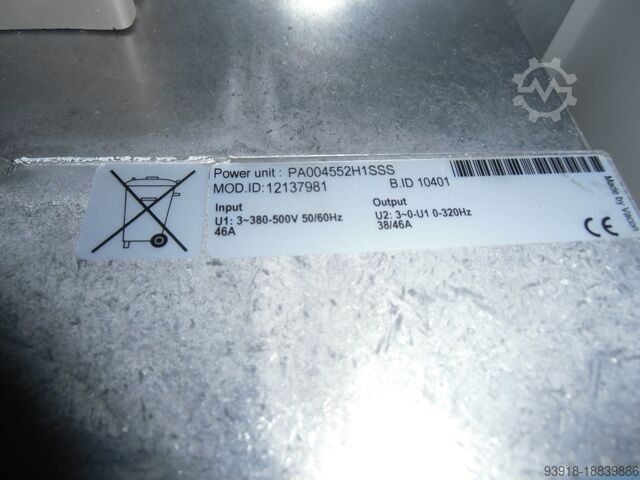 Power unit : PA004552H1SSS
MOD.ID:12137981 B.ID 10401
Input Output
U1: 3~380-500V 50/60Hz U2: 3~0-U1 0-320Hz
46A 38/46A
CE
Made by Vacon
93918-18839886